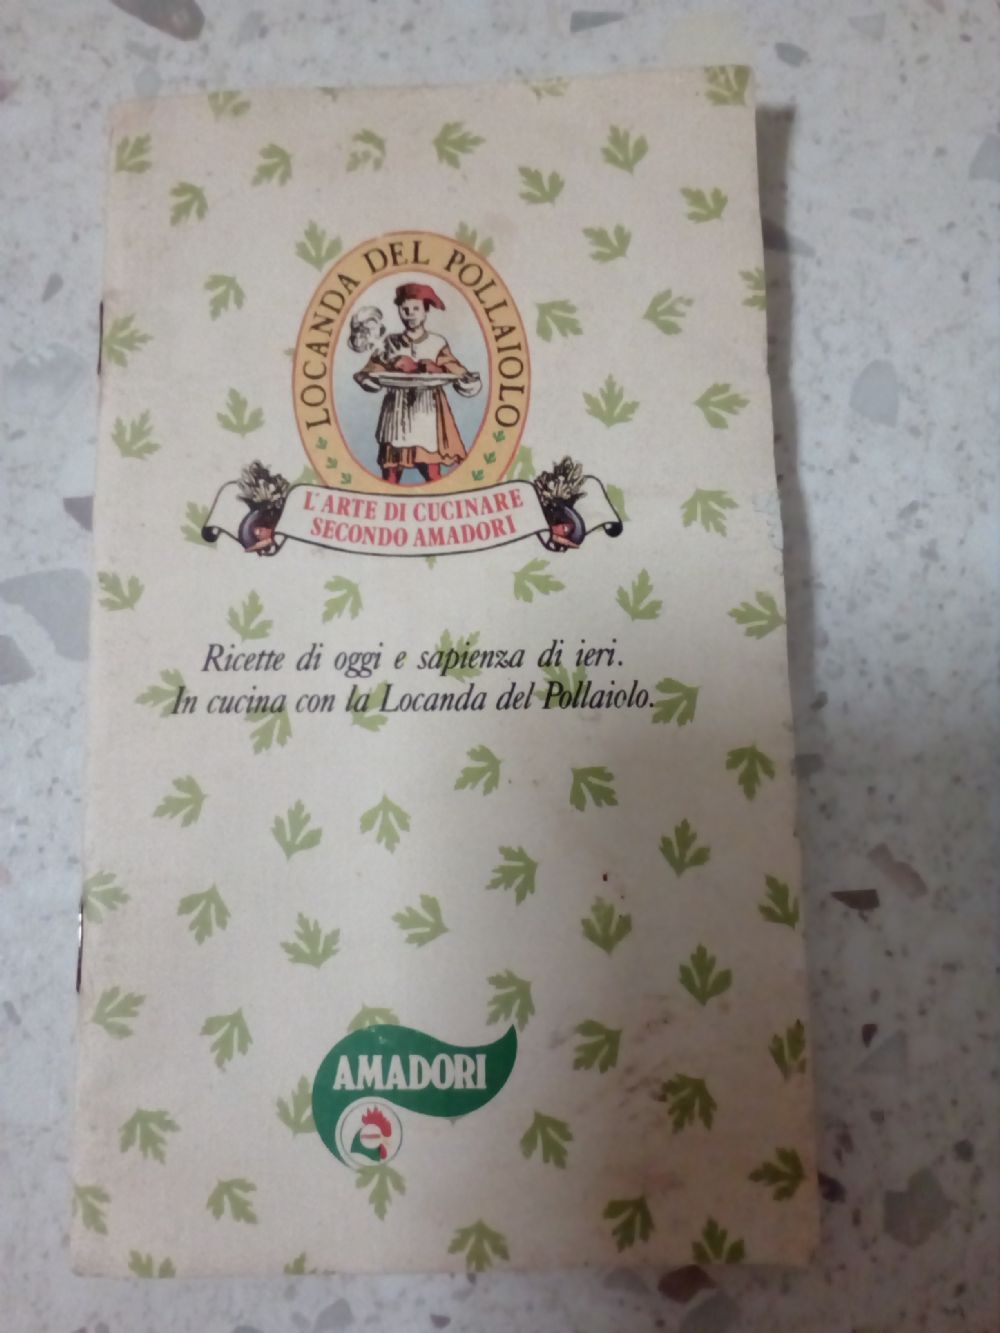 LOCANDA DEL POLLAIOLO
L'ARTE DI CUCINARE
SECONDO AMADORI
Ricette di oggi e sapienza di ieri.
In cucina con la Locanda del Pollaiolo.
AMADORI